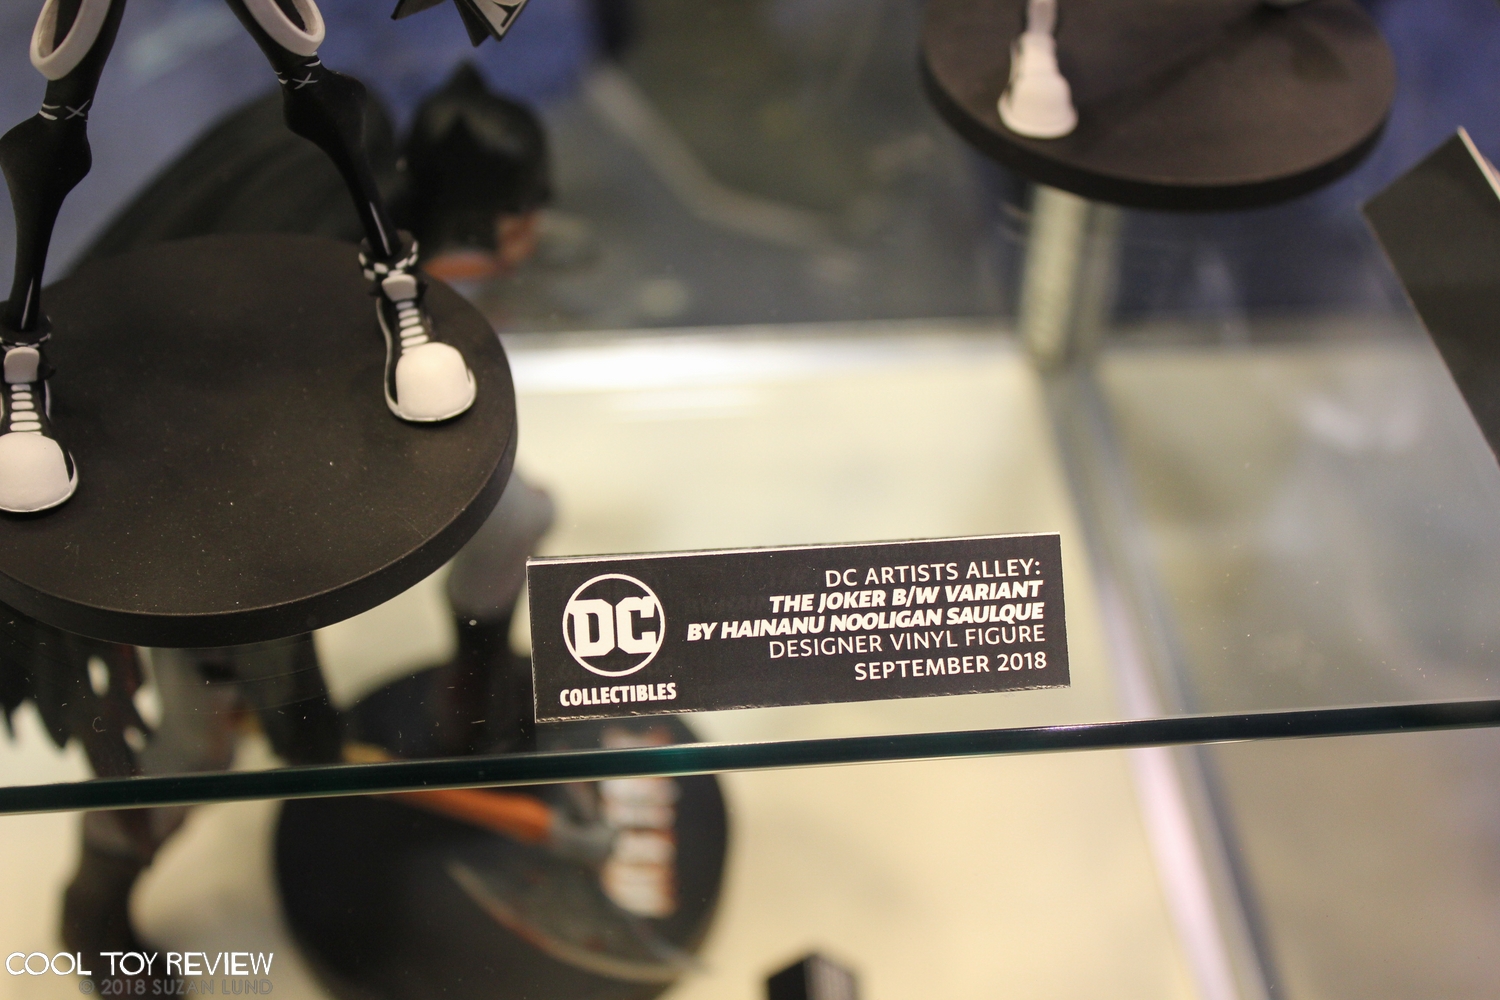 DC
COLLECTIBLES
DC ARTISTS ALLEY:
THE JOKER B/W VARIANT
BY HAINANU NOOLIGAN SAULQUE
DESIGNER VINYL FIGURE
SEPTEMBER 2018
COOL TOY REVIEW
© 2018 SUZAN LUND